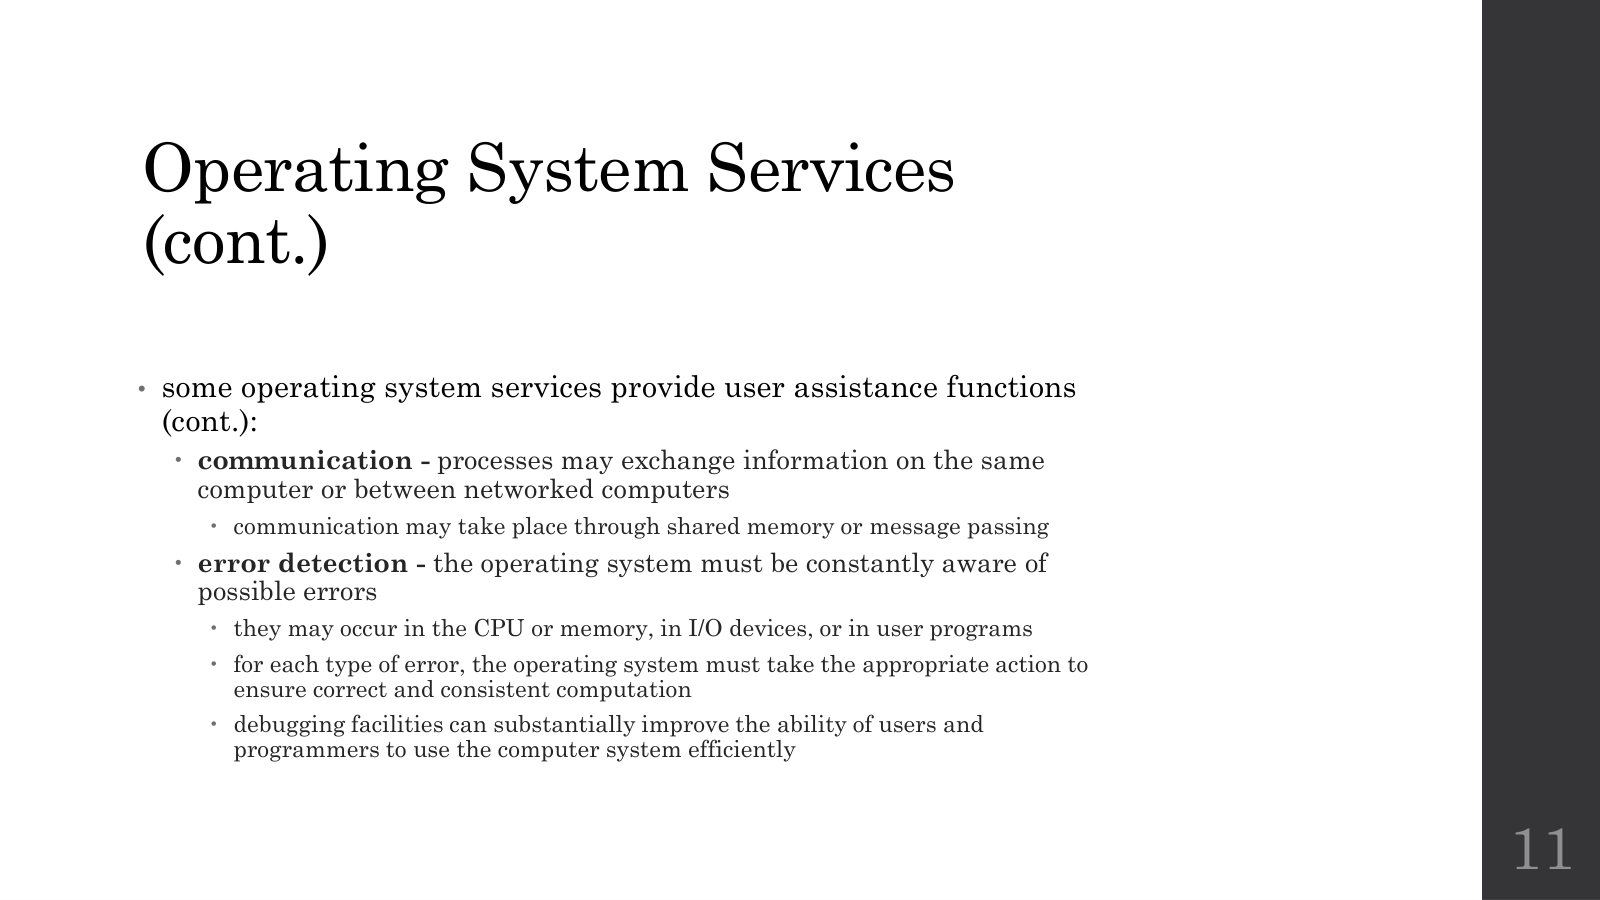 Operating System Services
(cont.)
• some operating system services provide user assistance functions
(cont.):
• communication - processes may exchange information on the same
computer or between networked computers
• communication may take place through shared memory or message passing
• error detection - the operating system must be constantly aware of
possible errors
• they may occur in the CPU or memory, in I/O devices, or in user programs
• for each type of error, the operating system must take the appropriate action to
ensure correct and consistent computation
• debugging facilities can substantially improve the ability of users and
programmers to use the computer system efficiently
11